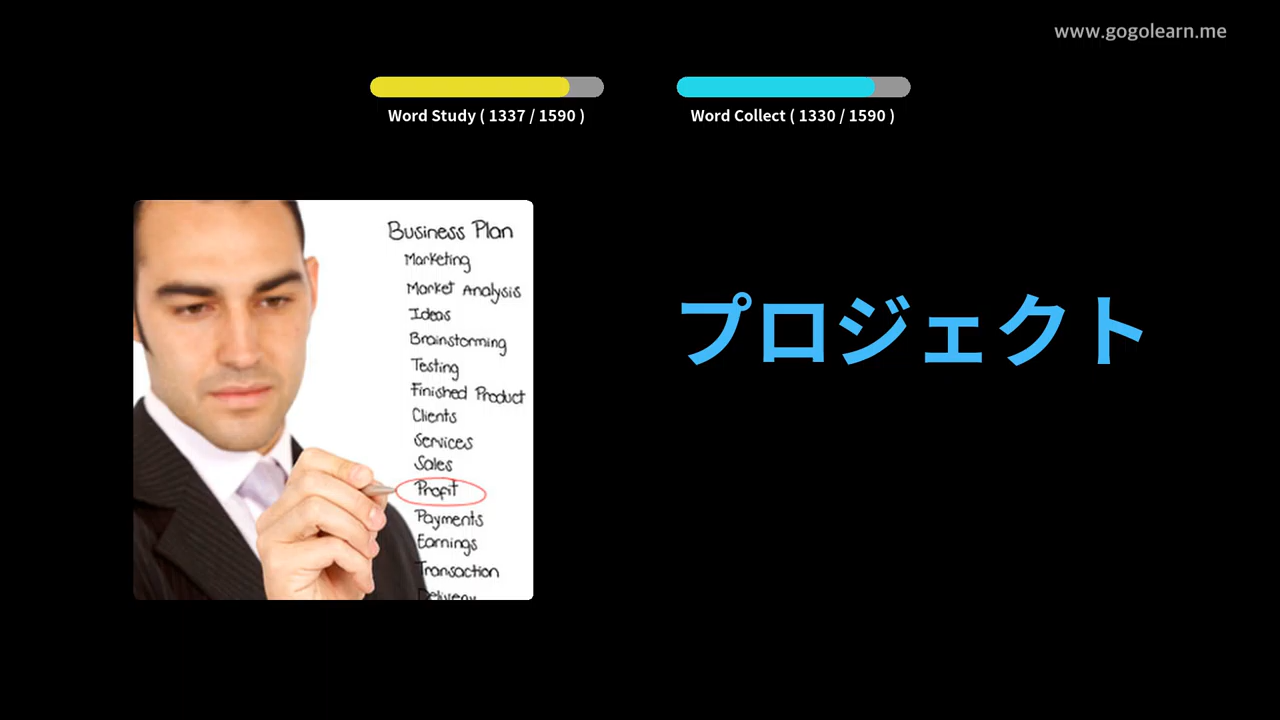 www.gogolearn.me
Word Study ( 1337 / 1590 )
Word Collect ( 1330 / 1590 )
Business Plan
Marketing
Market Analysis
Ideas
Brainstorming
Testing
Finished Product
Clients
Services
Sales
Profit
Payments
Earnings
Transaction
Delivery
プロジェクト